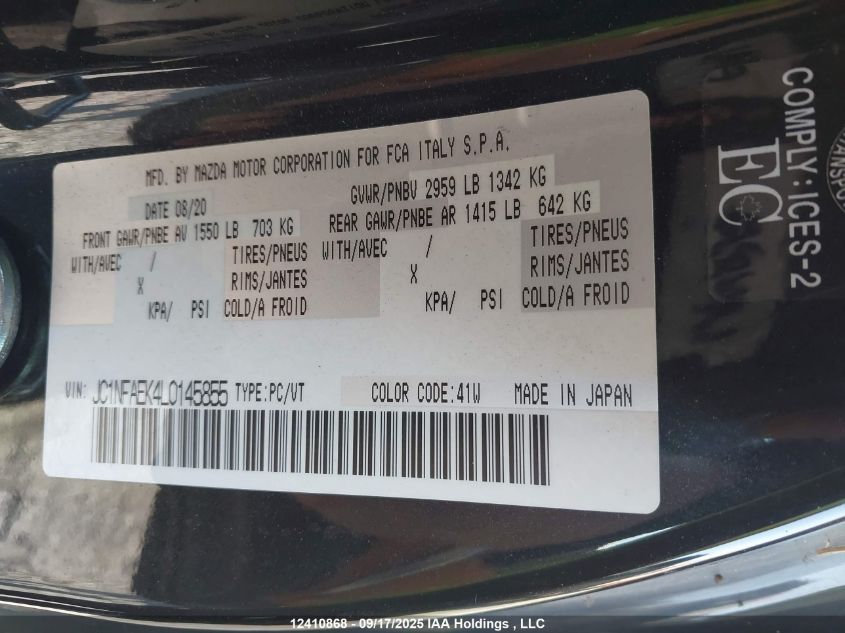 MFD. BY MAZDA MOTOR CORPORATION FOR FCA ITALY S.P.A.
DATE 08/20 GVWR/PNBV 2959 LB 1342 KG
FRONT GAWR/PNBE AV 1550 LB 703 KG REAR GAWR/PNBE AR 1415 LB 642 KG
WITH/AVEC / TIRES/PNEUS WITH/AVEC / TIRES/PNEUS
X RIMS/JANTES X RIMS/JANTES
KPA/ PSI COLD/A FROID KPA/ PSI COLD/A FROID
VIN: JC1NFAEK4L0145855 TYPE:PC/VT COLOR CODE:41W MADE IN JAPAN
COMPLY:ICES-2
EC
12410868 - 09/17/2025 IAA Holdings , LLC